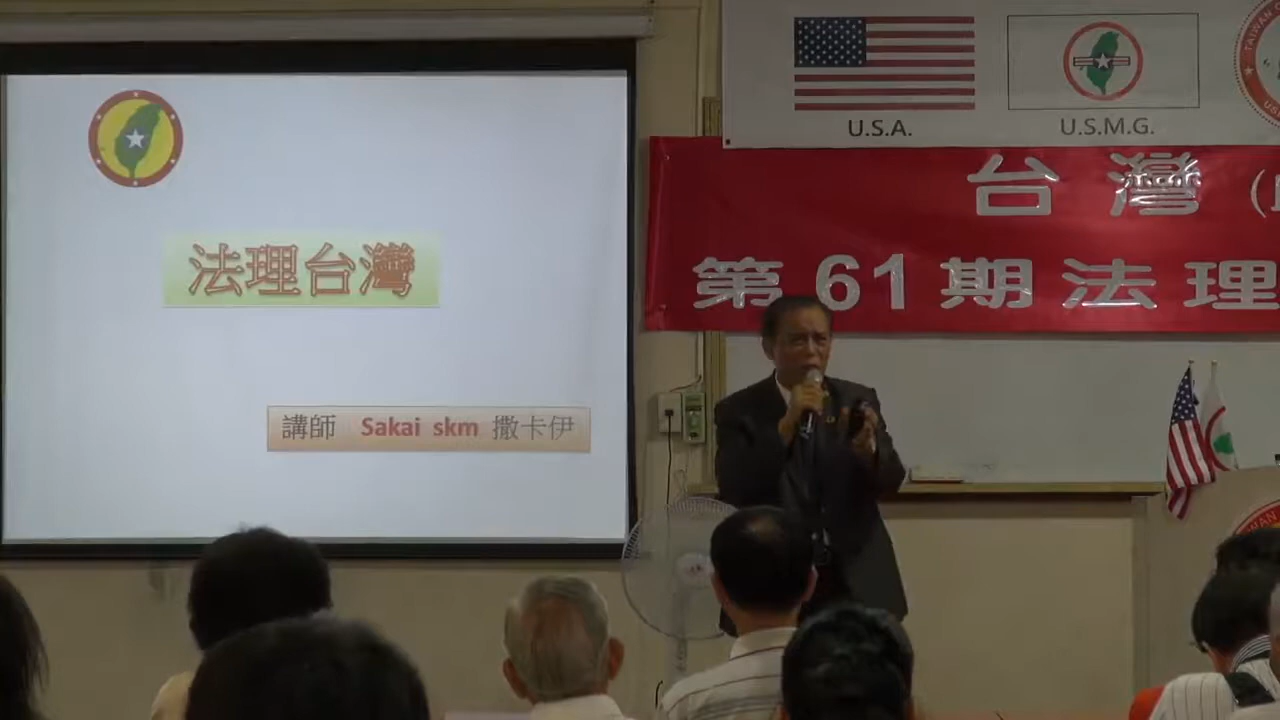 法理台灣
講師 Sakai skm 撒卡伊
U.S.A.
U.S.M.G.
台灣
第61期法理
TAIWAN